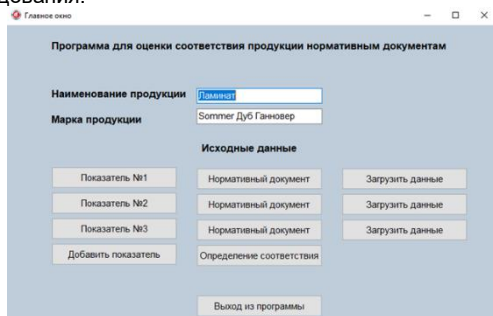 дования.
Главное окно
Программа для оценки соответствия продукции нормативным документам
Наименование продукции Ламинат
Марка продукции Sommer Дуб Ганновер
Исходные данные
Показатель №1 Нормативный документ Загрузить данные
Показатель №2 Нормативный документ Загрузить данные
Показатель №3 Нормативный документ Загрузить данные
Добавить показатель Определение соответствия
Выход из программы